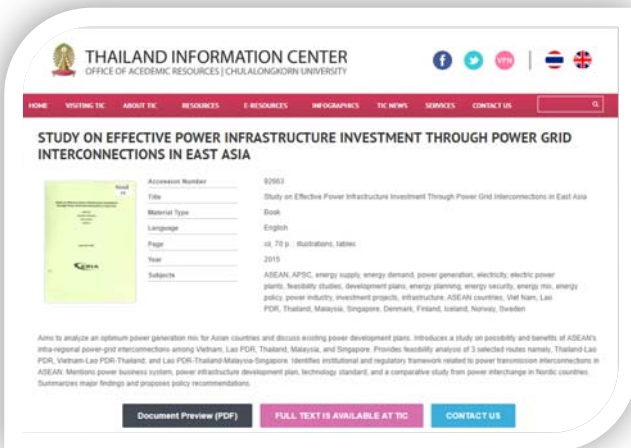 THAILAND INFORMATION CENTER
OFFICE OF ACEDEMIC RESOURCES | CHULALONGKORN UNIVERSITY
VPN
HOME VISITING TIC ABOUT TIC RESOURCES E-RESOURCES INFOGRAPHICS TIC NEWS SERVICES CONTACT US
STUDY ON EFFECTIVE POWER INFRASTRUCTURE INVESTMENT THROUGH POWER GRID
INTERCONNECTIONS IN EAST ASIA
Accession Number 92663
Title Study on Effective Power Infrastructure Investment Through Power Grid Interconnections in East Asia
Material Type Book
Language English
Page xii, 70 p. : illustrations, tables
Year 2015
Subjects ASEAN, APSC, energy supply, energy demand, power generation, electricity, electric power
plants, feasibility studies, development plans, energy planning, energy security, energy mix, energy
policy, power industry, investment projects, infrastructure, ASEAN countries, Viet Nam, Lao
PDR, Thailand, Malaysia, Singapore, Denmark, Finland, Iceland, Norway, Sweden
ERIA
Aims to analyze an optimum power generation mix for Asian countries and discuss existing power development plans. Introduces a study on possibility and benefits of ASEAN's
intra-regional power-grid interconnections among Vietnam, Lao PDR, Thailand, Malaysia, and Singapore. Provides feasibility analysis of 3 selected routes namely, Thailand-Lao
PDR, Vietnam-Lao PDR-Thailand, and Lao PDR-Thailand-Malaysia-Singapore. Identifies institutional and regulatory framework related to power transmission interconnections in
ASEAN. Mentions power business system, power infrastructure development plan, technology standard, and a comparative study from power interchange in Nordic countries.
Summarizes major findings and proposes policy recommendations.
Document Preview (PDF) FULL TEXT IS AVAILABLE AT TIC CONTACT US